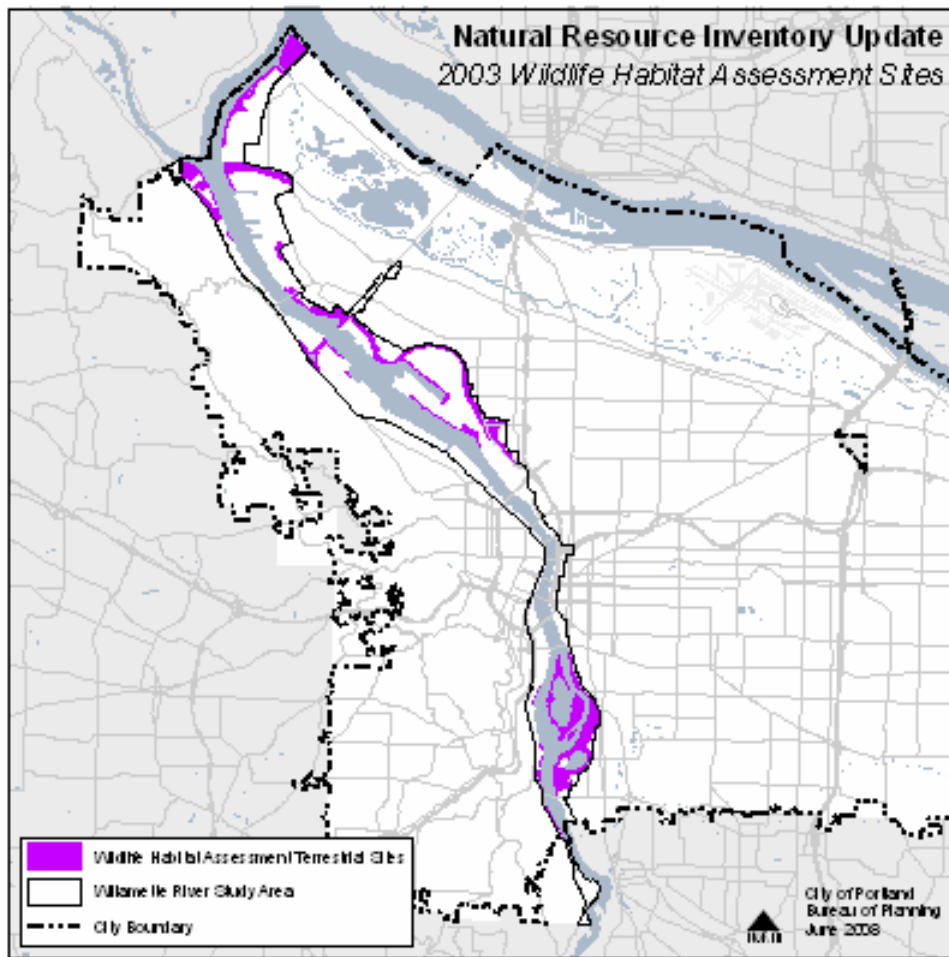 Natural Resource Inventory Update
2003 Wildlife Habitat Assessment Sites
Wildlife Habitat Assessment Terrestrial Sites
Willamette River Study Area
City Boundary
City of Portland
Bureau of Planning
June 2008